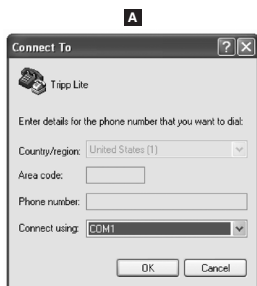 A
Connect To
Tripp Lite
Enter details for the phone number that you want to dial:
Country/region: United States (1)
Area code:
Phone number:
Connect using: COM1
OK Cancel